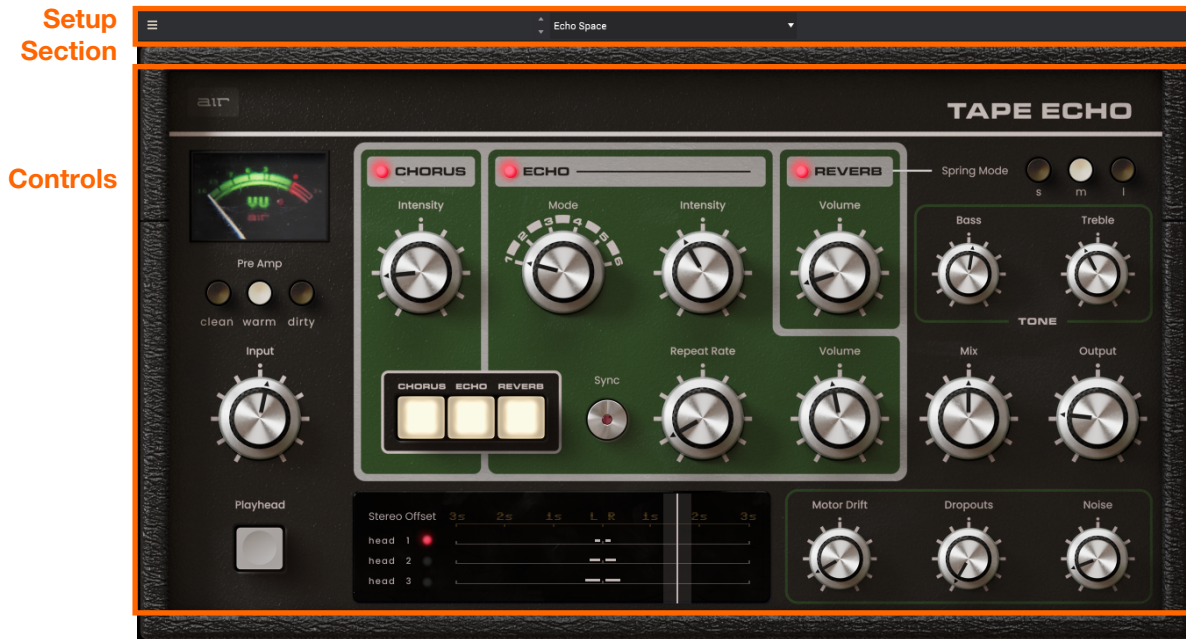 Setup
Section
Echo Space
Controls
aır
TAPE ECHO
CHORUS
ECHO
REVERB
Spring Mode
s m l
VU
air
Intensity
Mode
Intensity
Volume
1 2 3 4 5 6
Bass
Treble
TONE
Pre Amp
clean warm dirty
Input
CHORUS ECHO REVERB
Sync
Repeat Rate
Volume
Mix
Output
Playhead
Stereo Offset 3s 2s 1s L R 1s 2s 3s
head 1
head 2
head 3
Motor Drift
Dropouts
Noise